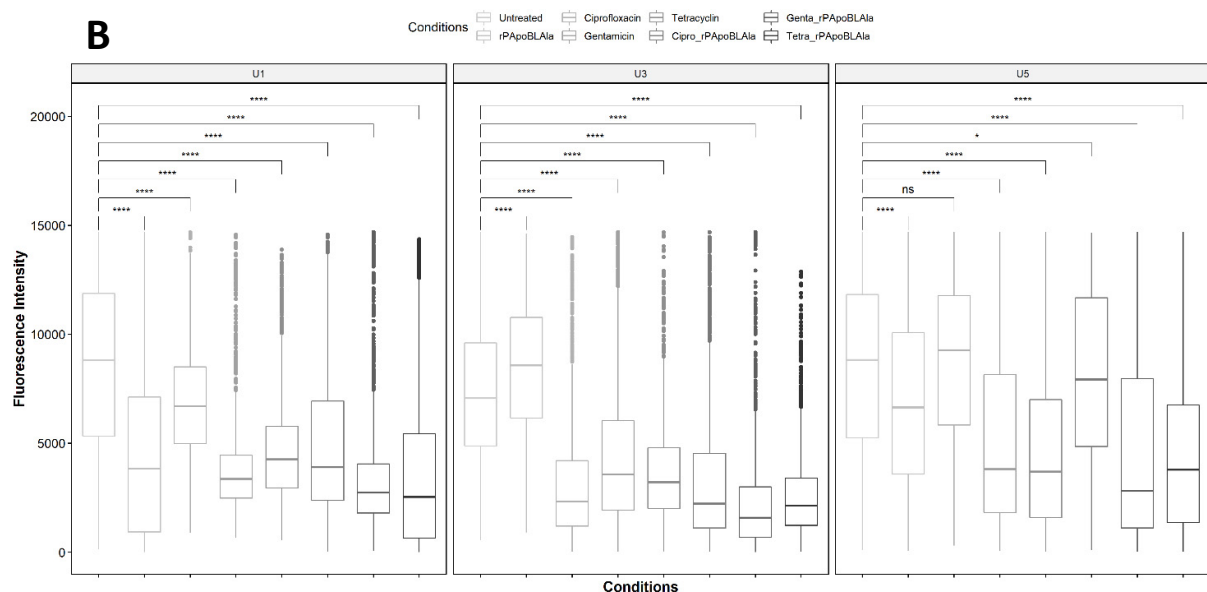 B
Conditions
Untreated Ciprofloxacin Tetracyclin Genta_rPApoBLAla
rPApoBLAla Gentamicin Cipro_rPApoBLAla Tetra_rPApoBLAla
U1 U3 U5
Fluorescence Intensity
20000
15000
10000
5000
0
**** **** ****
**** **** ****
**** **** *
**** **** ****
**** **** ****
**** **** ns
**** **** ****
Conditions